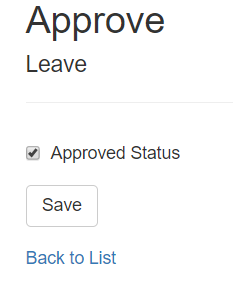 Approve
Leave
Approved Status
Save
Back to List